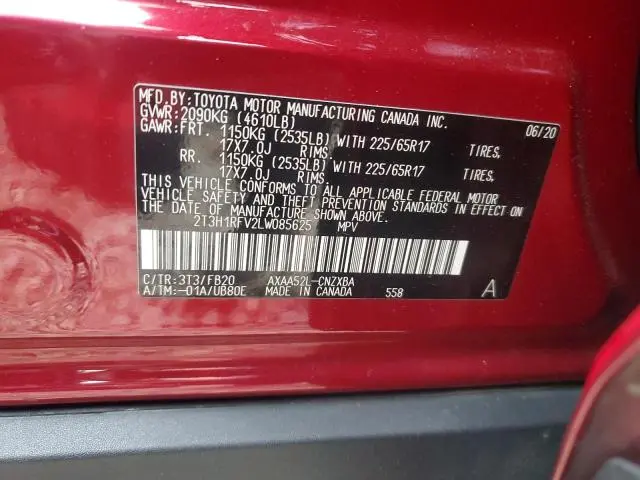 MFD.BY:TOYOTA MOTOR MANUFACTURING CANADA INC.
GVWR:2090KG (4610LB) 06/20
GAWR:FRT. 1150KG (2535LB) WITH 225/65R17 TIRES,
17X7.0J RIMS.
RR. 1150KG (2535LB) WITH 225/65R17 TIRES,
17X7.0J RIMS
THIS VEHICLE CONFORMS TO ALL APPLICABLE FEDERAL MOTOR
VEHICLE SAFETY AND THEFT PREVENTION STANDARDS IN EFFECT ON
THE DATE OF MANUFACTURE SHOWN ABOVE.
2T3H1RFV2LW085625 MPV
C/TR:3T3/FB20 AXAA52L-CNZXBA
A/TM:-01A/UB80E MADE IN CANADA 558 A